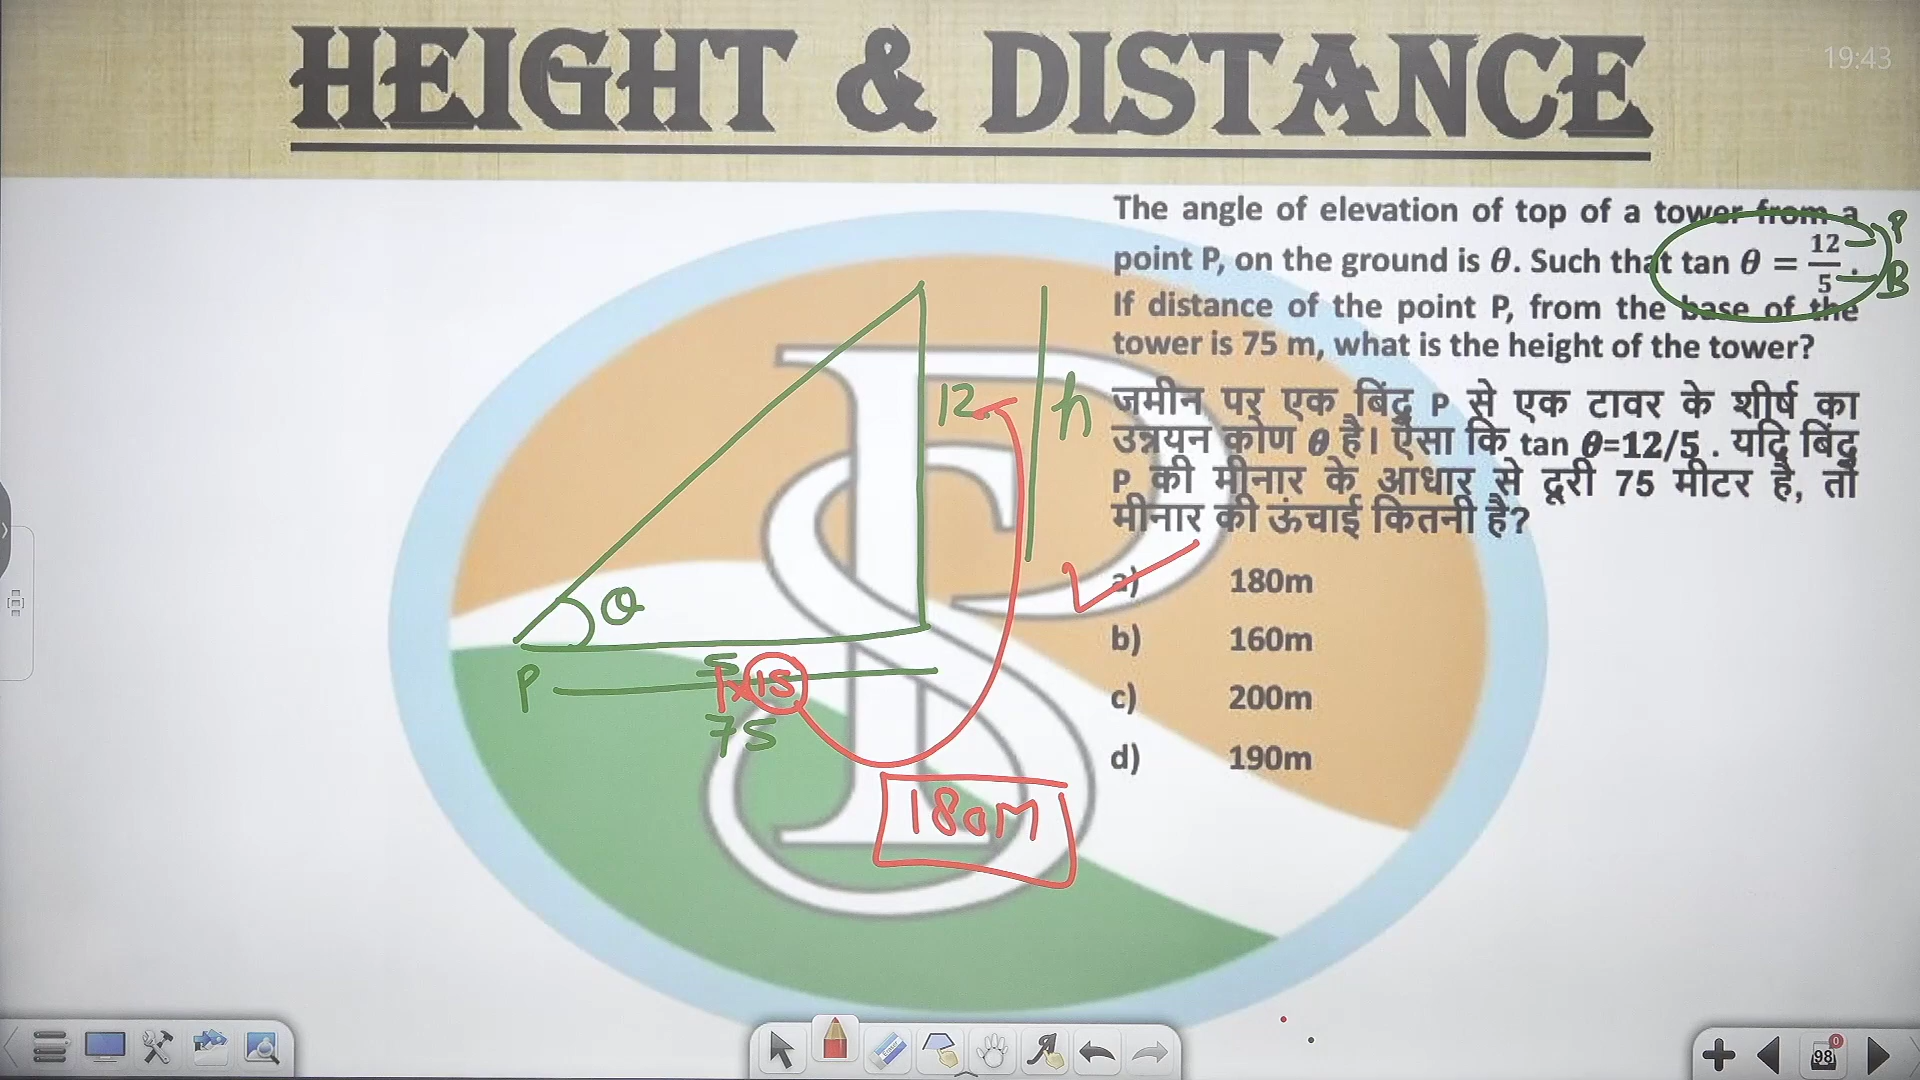 HEIGHT & DISTANCE
19:43
The angle of elevation of top of a tower from a
point P, on the ground is θ. Such that tan θ = 12/5 .
P
B
If distance of the point P, from the base of the
tower is 75 m, what is the height of the tower?
जमीन पर एक बिंदु P से एक टावर के शीर्ष का
उन्नयन कोण θ है। ऐसा कि tan θ=12/5 . यदि बिंदु
P की मीनार के आधार से दूरी 75 मीटर है, तो
मीनार की ऊंचाई कितनी है?
a) 180m
b) 160m
c) 200m
d) 190m
12
h
θ
P
5
1x15
75
180M
98
0